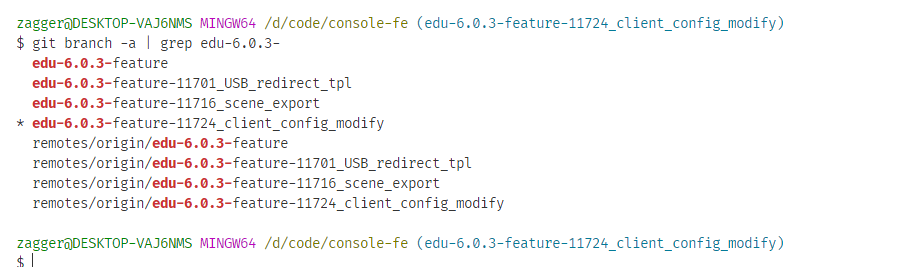 zagger@DESKTOP-VAJ6NMS MINGW64 /d/code/console-fe (edu-6.0.3-feature-11724_client_config_modify)
$ git branch -a | grep edu-6.0.3-
  edu-6.0.3-feature
  edu-6.0.3-feature-11701_USB_redirect_tpl
  edu-6.0.3-feature-11716_scene_export
* edu-6.0.3-feature-11724_client_config_modify
  remotes/origin/edu-6.0.3-feature
  remotes/origin/edu-6.0.3-feature-11701_USB_redirect_tpl
  remotes/origin/edu-6.0.3-feature-11716_scene_export
  remotes/origin/edu-6.0.3-feature-11724_client_config_modify
zagger@DESKTOP-VAJ6NMS MINGW64 /d/code/console-fe (edu-6.0.3-feature-11724_client_config_modify)
$